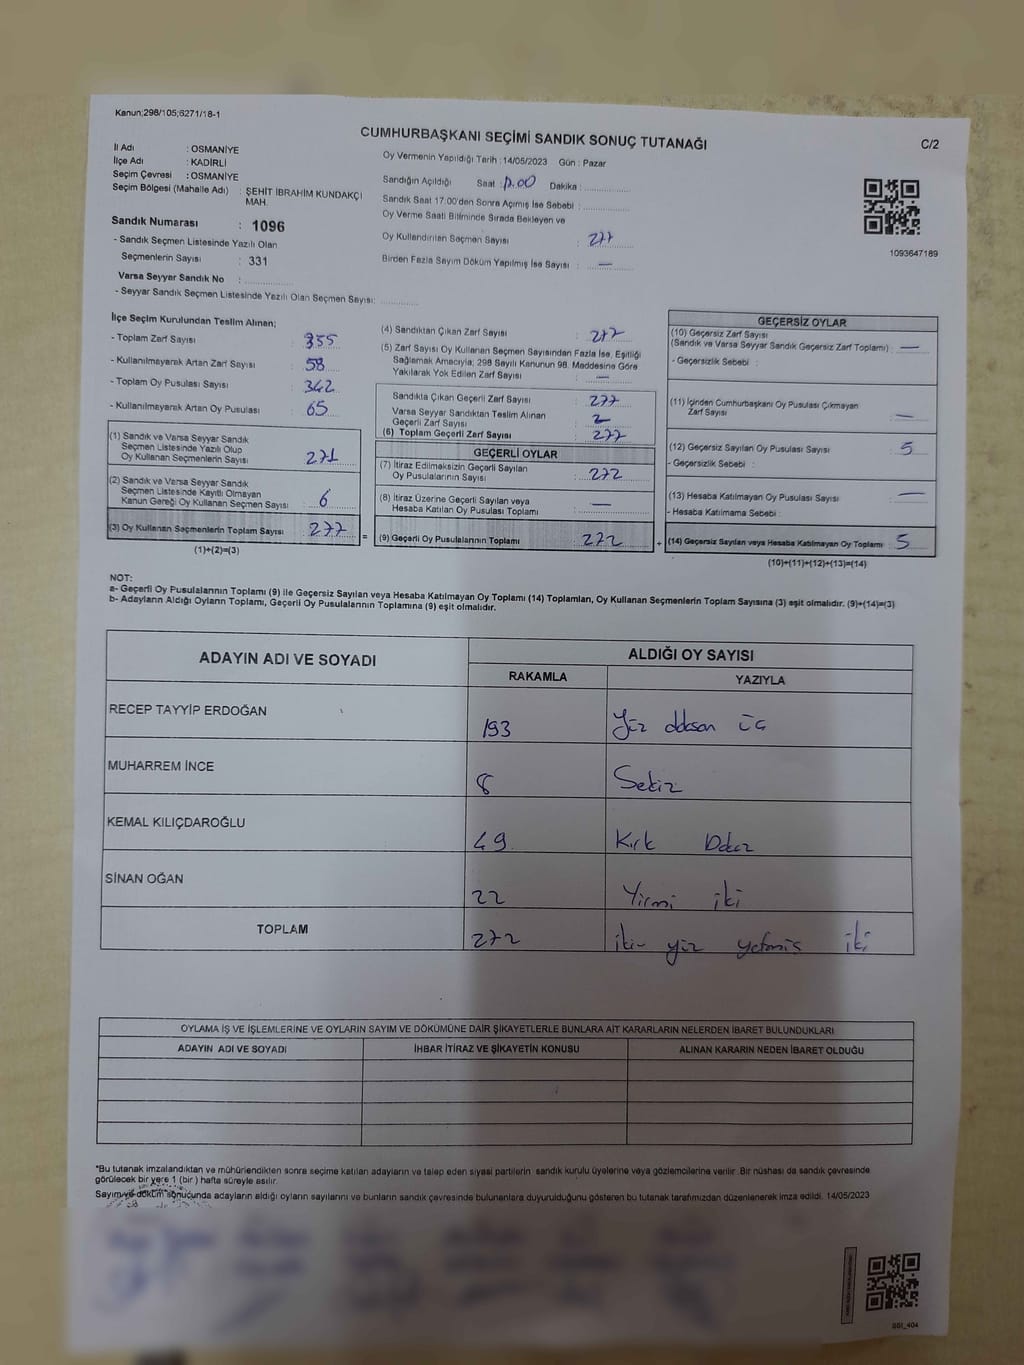 Kanun;298/105;6271/18-1
CUMHURBAŞKANI SEÇİMİ SANDIK SONUÇ TUTANAĞI
C/2
İl Adı : OSMANİYE
İlçe Adı : KADİRLİ
Seçim Çevresi : OSMANİYE
Seçim Bölgesi (Mahalle Adı) : ŞEHİT İBRAHİM KUNDAKÇI
MAH.
Sandık Numarası : 1096
- Sandık Seçmen Listesinde Yazılı Olan
Seçmenlerin Sayısı : 331
Varsa Seyyar Sandık No :
- Seyyar Sandık Seçmen Listesinde Yazılı Olan Seçmen Sayısı:
Oy Vermenin Yapıldığı Tarih : 14/05/2023 Gün : Pazar
Sandığın Açıldığı Saat : Dakika :
Sandık Saat 17:00'den Sonra Açılmış İse Sebebi :
Oy Verme Saati Bitiminde Sırada Bekleyen ve
Oy Kullandırılan Seçmen Sayısı : 277
Birden Fazla Sayım Döküm Yapılmış İse Sayısı : —
1093647189
İlçe Seçim Kurulundan Teslim Alınan;
- Toplam Zarf Sayısı : 355
- Kullanılmayarak Artan Zarf Sayısı : 58
- Toplam Oy Pusulası Sayısı : 342
- Kullanılmayarak Artan Oy Pusulası : 65
(1) Sandık ve Varsa Seyyar Sandık
Seçmen Listesinde Yazılı Olup
Oy Kullanan Seçmenlerin Sayısı : 271
(2) Sandık ve Varsa Seyyar Sandık
Seçmen Listesinde Kayıtlı Olmayan
Kanun Gereği Oy Kullanan Seçmen Sayısı : 6
(3) Oy Kullanan Seçmenlerin Toplam Sayısı : 277
(1)+(2)=(3)
(4) Sandıktan Çıkan Zarf Sayısı : 277
(5) Zarf Sayısı Oy Kullanan Seçmen Sayısından Fazla İse, Eşitliği
Sağlamak Amacıyla; 298 Sayılı Kanunun 98. Maddesine Göre
Yakılarak Yok Edilen Zarf Sayısı : —
Sandıkta Çıkan Geçerli Zarf Sayısı : 277
Varsa Seyyar Sandıktan Teslim Alınan
Geçerli Zarf Sayısı :
(6) Toplam Geçerli Zarf Sayısı : 277
GEÇERLİ OYLAR
(7) İtiraz Edilmeksizin Geçerli Sayılan
Oy Pusulalarının Sayısı : 272
(8) İtiraz Üzerine Geçerli Sayılan veya
Hesaba Katılan Oy Pusulası Toplamı : —
= (9) Geçerli Oy Pusulalarının Toplamı : 272
GEÇERSİZ OYLAR
(10) Geçersiz Zarf Sayısı
(Sandık ve Varsa Seyyar Sandık Geçersiz Zarf Toplamı) : —
- Geçersizlik Sebebi :
(11) İçinden Cumhurbaşkanı Oy Pusulası Çıkmayan
Zarf Sayısı : —
(12) Geçersiz Sayılan Oy Pusulası Sayısı : 5
- Geçersizlik Sebebi :
(13) Hesaba Katılmayan Oy Pusulası Sayısı : —
- Hesaba Katılmama Sebebi :
+ (14) Geçersiz Sayılan veya Hesaba Katılmayan Oy Toplamı : 5
(10)+(11)+(12)+(13)=(14)
NOT:
a- Geçerli Oy Pusulalarının Toplamı (9) ile Geçersiz Sayılan veya Hesaba Katılmayan Oy Toplamı (14) Toplamları, Oy Kullanan Seçmenlerin Toplam Sayısına (3) eşit olmalıdır. (9)+(14)=(3)
b- Adayların Aldığı Oyların Toplamı, Geçerli Oy Pusulalarının Toplamına (9) eşit olmalıdır.
ADAYIN ADI VE SOYADI
ALDIĞI OY SAYISI
RAKAMLA YAZIYLA
RECEP TAYYİP ERDOĞAN 193 Yüz doksan üç
MUHARREM İNCE 8 Sekiz
KEMAL KILIÇDAROĞLU 49 Kırk Dokuz
SİNAN OĞAN 22 Yirmi iki
TOPLAM 272 iki yüz yetmiş iki
OYLAMA İŞ VE İŞLEMLERİNE VE OYLARIN SAYIM VE DÖKÜMÜNE DAİR ŞİKAYETLERLE BUNLARA AİT KARARLARIN NELERDEN İBARET BULUNDUKLARI
ADAYIN ADI VE SOYADI İHBAR İTİRAZ VE ŞİKAYETİN KONUSU ALINAN KARARIN NEDEN İBARET OLDUĞU
*Bu tutanak imzalandıktan ve mühürlendikten sonra seçime katılan adayların ve talep eden siyasi partilerin sandık kurulu üyelerine veya gözlemcilerine verilir. Bir nüshası da sandık çevresinde
görülecek bir yere 1 (bir ) hafta süreyle asılır.
Sayım ve döküm sonucunda adayların aldığı oyların sayılarını ve bunların sandık çevresinde bulunanlara duyurulduğunu gösteren bu tutanak tarafımızdan düzenlenerek imza edildi. 14/05/2023